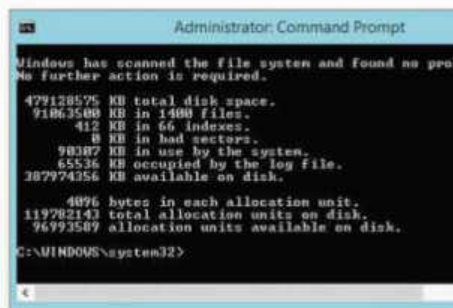 Administrator: Command Prompt
Windows has scanned the file system and found no pro
No further action is required.
479128575 KB total disk space.
91063500 KB in 1400 files.
412 KB in 66 indexes.
0 KB in bad sectors.
90307 KB in use by the system.
65536 KB occupied by the log file.
387974356 KB available on disk.
4096 bytes in each allocation unit.
119782143 total allocation units on disk.
96993589 allocation units available on disk.
C:\WINDOWS\system32>